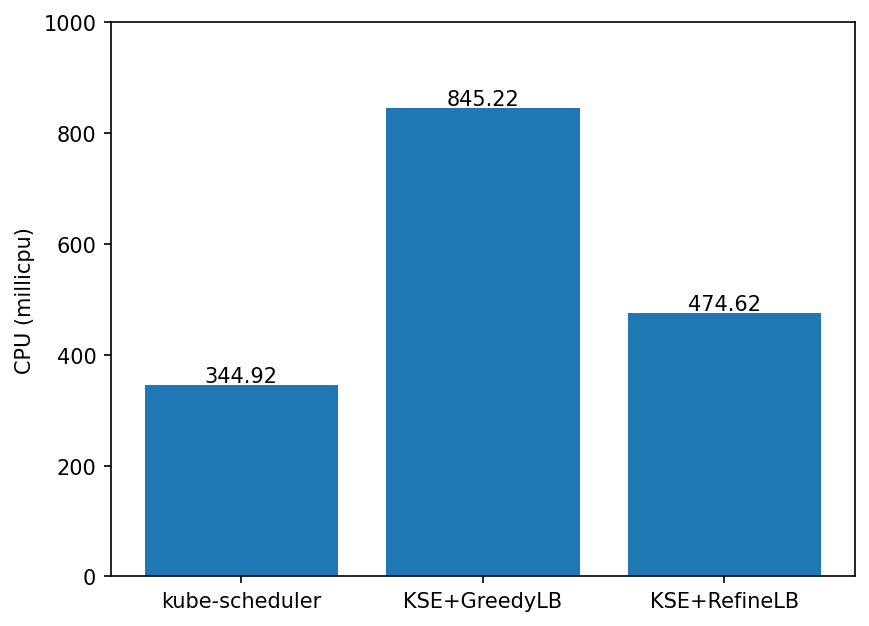 1000
800
600
400
200
0
CPU (millicpu)
344.92
845.22
474.62
kube-scheduler
KSE+GreedyLB
KSE+RefineLB